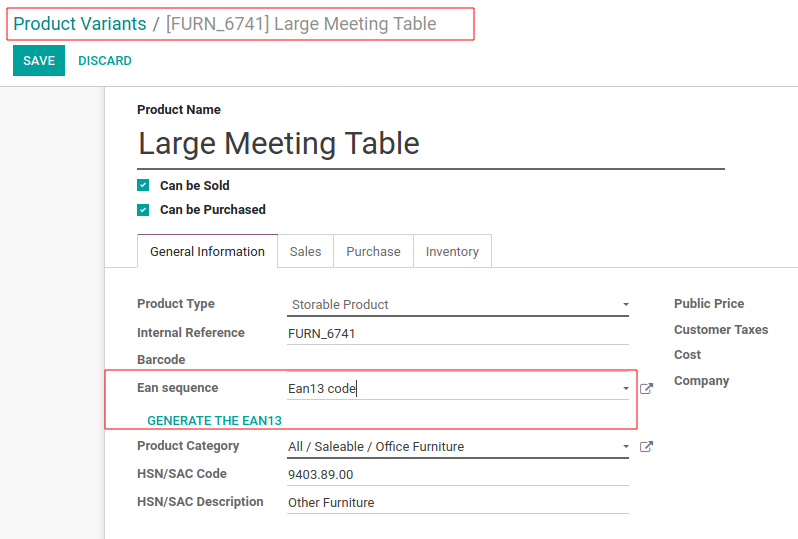 Product Variants / [FURN_6741] Large Meeting Table
SAVE DISCARD
Product Name
Large Meeting Table
Can be Sold
Can be Purchased
General Information Sales Purchase Inventory
Product Type Storable Product Public Price
Internal Reference FURN_6741 Customer Taxes
Barcode Cost
Ean sequence Ean13 code Company
GENERATE THE EAN13
Product Category All / Saleable / Office Furniture
HSN/SAC Code 9403.89.00
HSN/SAC Description Other Furniture